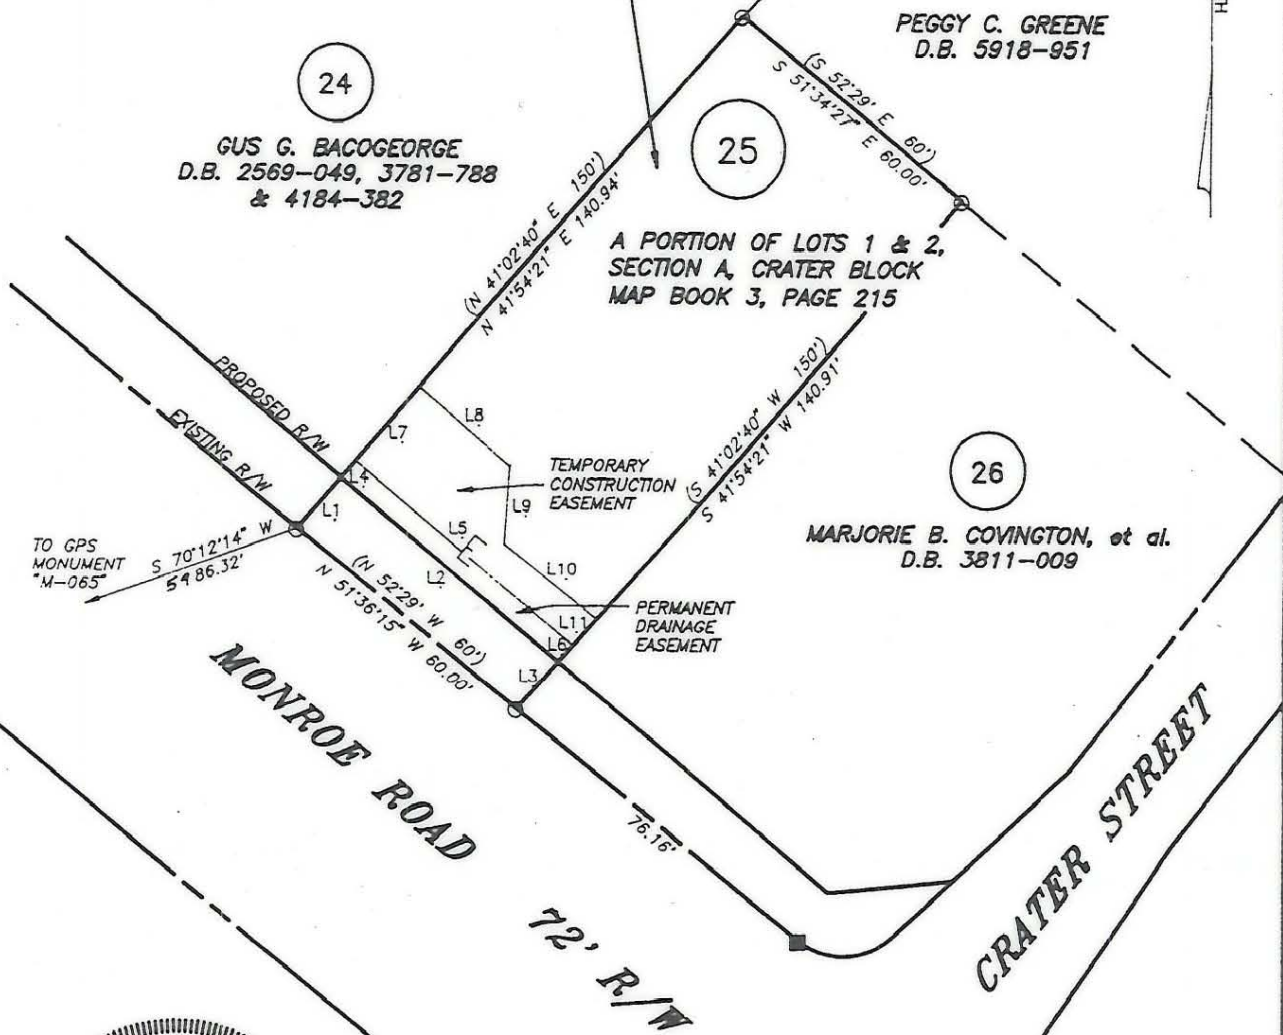 PEGGY C. GREENE
D.B. 5918-951
24
GUS G. BACOGEORGE
D.B. 2569-049, 3781-788
& 4184-382
25
(S 52°29' E 60')
S 51°34'27" E 60.00'
(N 41°02'40" E 150')
N 41°54'21" E 140.94'
A PORTION OF LOTS 1 & 2,
SECTION A, CRATER BLOCK
MAP BOOK 3, PAGE 215
(S 41°02'40" W 150')
S 41°54'21" W 140.91'
PROPOSED R/W
EXISTING R/W
L8
L7
L4
L1
TEMPORARY
CONSTRUCTION
EASEMENT
L9
L5
L2
L10
26
MARJORIE B. COVINGTON, et al.
D.B. 3811-009
TO GPS
MONUMENT
"M-065"
S 70°12'14" W
5986.32'
(N 52°29' W 60')
N 51°36'15" W 60.00'
PERMANENT
DRAINAGE
EASEMENT
L11
L6
L3
MONROE ROAD
72' R/W
76.16'
CRATER STREET